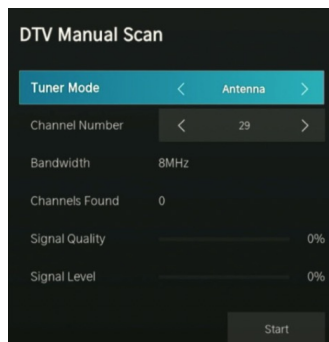 DTV Manual Scan
Tuner Mode < Antenna >
Channel Number < 29 >
Bandwidth 8MHz
Channels Found 0
Signal Quality 0%
Signal Level 0%
Start